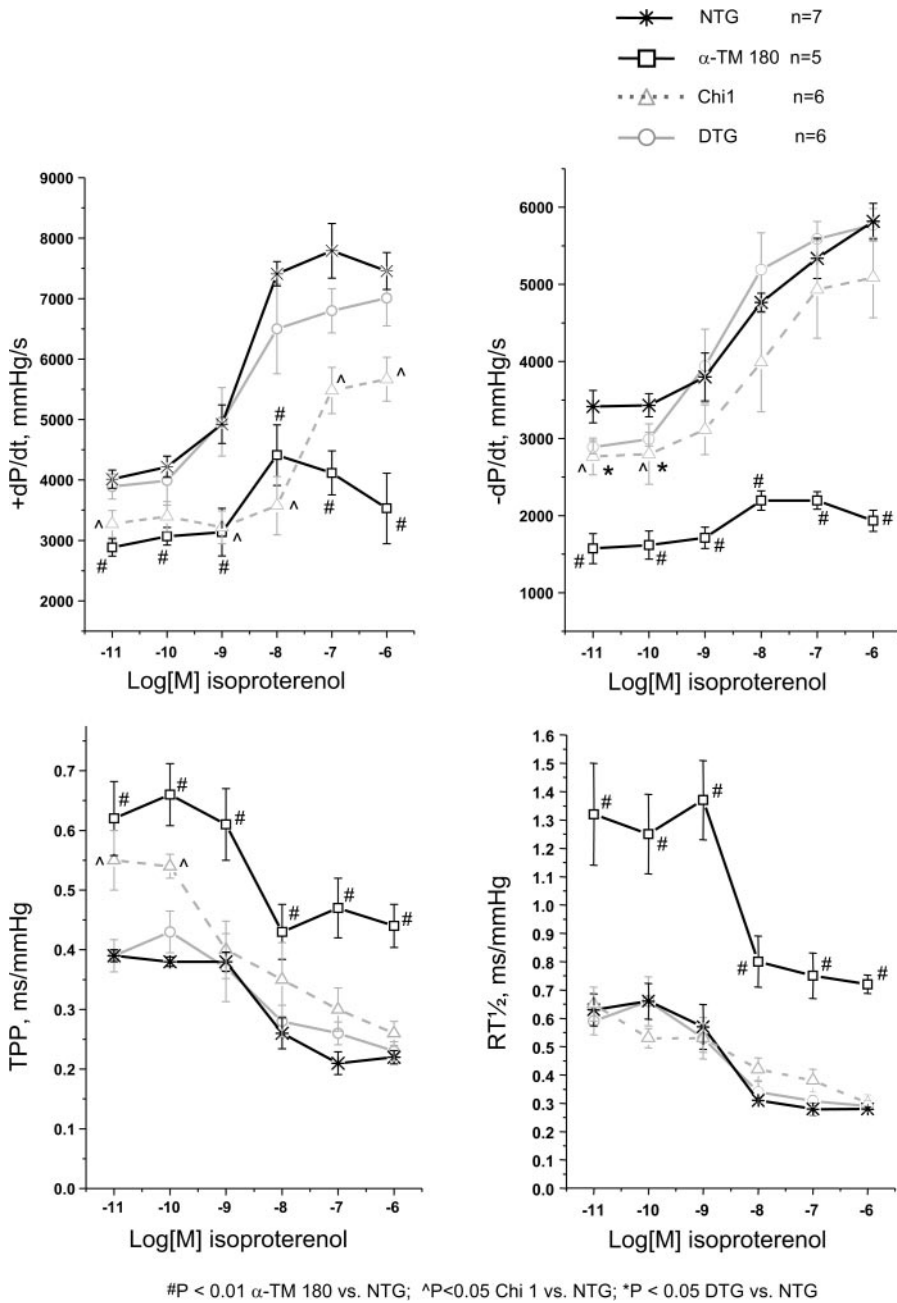 NTG n=7
α-TM 180 n=5
Chi1 n=6
DTG n=6
+dP/dt, mmHg/s
9000
8000
7000
6000
5000
4000
3000
2000
^ ^ ^ ^ ^
# # # # # #
-11 -10 -9 -8 -7 -6
Log[M] isoproterenol
-dP/dt, mmHg/s
6000
5000
4000
3000
2000
1000
^ * ^ *
# # # # # #
-11 -10 -9 -8 -7 -6
Log[M] isoproterenol
TPP, ms/mmHg
0.7
0.6
0.5
0.4
0.3
0.2
0.1
0.0
# # # # # #
^ ^
-11 -10 -9 -8 -7 -6
Log[M] isoproterenol
RT½, ms/mmHg
1.6
1.5
1.4
1.3
1.2
1.1
1.0
0.9
0.8
0.7
0.6
0.5
0.4
0.3
0.2
0.1
0.0
# # # # # #
-11 -10 -9 -8 -7 -6
Log[M] isoproterenol
#P < 0.01 α-TM 180 vs. NTG; ^P<0.05 Chi 1 vs. NTG; *P < 0.05 DTG vs. NTG